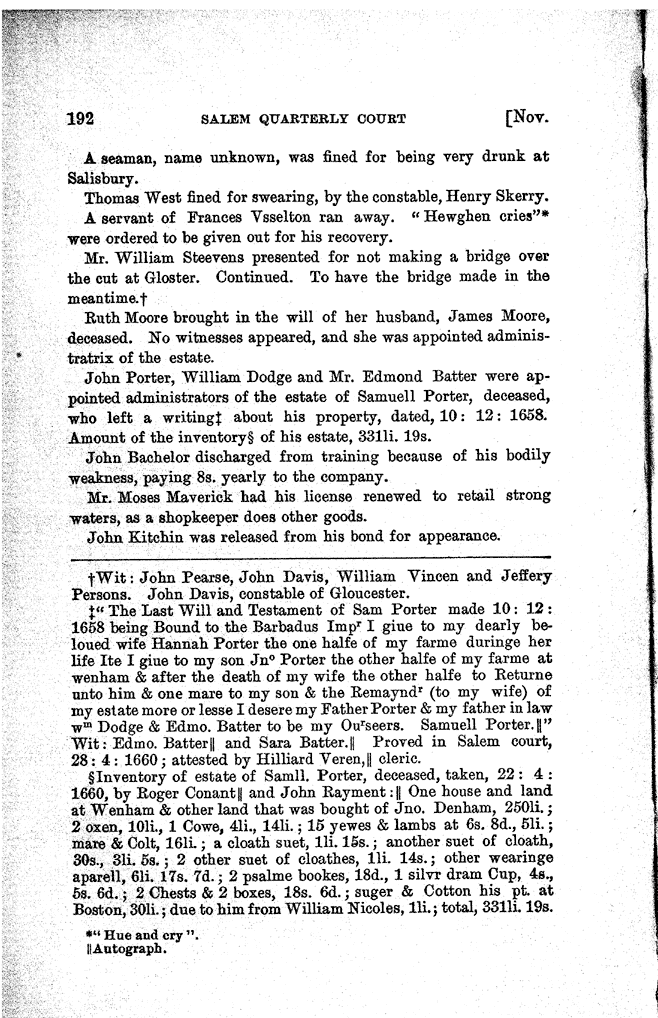 192 SALEM QUARTERLY COURT [Nov.
A seaman, name unknown, was fined for being very drunk at
Salisbury.
Thomas West fined for swearing, by the constable, Henry Skerry.
A servant of Frances Vsselton ran away. "Hewghen cries"*
were ordered to be given out for his recovery.
Mr. William Steevens presented for not making a bridge over
the cut at Gloster. Continued. To have the bridge made in the
meantime.†
Ruth Moore brought in the will of her husband, James Moore,
deceased. No witnesses appeared, and she was appointed adminis-
tratrix of the estate.
John Porter, William Dodge and Mr. Edmond Batter were ap-
pointed administrators of the estate of Samuell Porter, deceased,
who left a writing‡ about his property, dated, 10: 12: 1658.
Amount of the inventory§ of his estate, 331li. 19s.
John Bachelor discharged from training because of his bodily
weakness, paying 8s. yearly to the company.
Mr. Moses Maverick had his license renewed to retail strong
waters, as a shopkeeper does other goods.
John Kitchin was released from his bond for appearance.
†Wit: John Pearse, John Davis, William Vincen and Jeffery
Persons. John Davis, constable of Gloucester.
‡"The Last Will and Testament of Sam Porter made 10: 12:
1658 being Bound to the Barbadus Impʳ I giue to my dearly be-
loued wife Hannah Porter the one halfe of my farme duringe her
life Ite I giue to my son Jnᵒ Porter the other halfe of my farme at
wenham & after the death of my wife the other halfe to Returne
unto him & one mare to my son & the Remayndʳ (to my wife) of
my estate more or lesse I desere my Father Porter & my father in law
wᵐ Dodge & Edmo. Batter to be my Ouʳseers. Samuell Porter.‖"
Wit: Edmo. Batter‖ and Sara Batter.‖ Proved in Salem court,
28: 4: 1660; attested by Hilliard Veren,‖ cleric.
§Inventory of estate of Samll. Porter, deceased, taken, 22: 4:
1660, by Roger Conant‖ and John Rayment:‖ One house and land
at Wenham & other land that was bought of Jno. Denham, 250li.;
2 oxen, 10li., 1 Cowe, 4li., 14li.; 15 yewes & lambs at 6s. 8d., 5li.;
mare & Colt, 16li.; a cloath suet, 1li. 15s.; another suet of cloath,
30s., 3li. 5s.; 2 other suet of cloathes, 1li. 14s.; other wearinge
aparell, 6li. 17s. 7d.; 2 psalme bookes, 18d., 1 silvr dram Cup, 4s.,
5s. 6d.; 2 Chests & 2 boxes, 18s. 6d.; suger & Cotton his pt. at
Boston, 30li.; due to him from William Nicoles, 1li.; total, 331li. 19s.
*"Hue and cry".
‖Autograph.